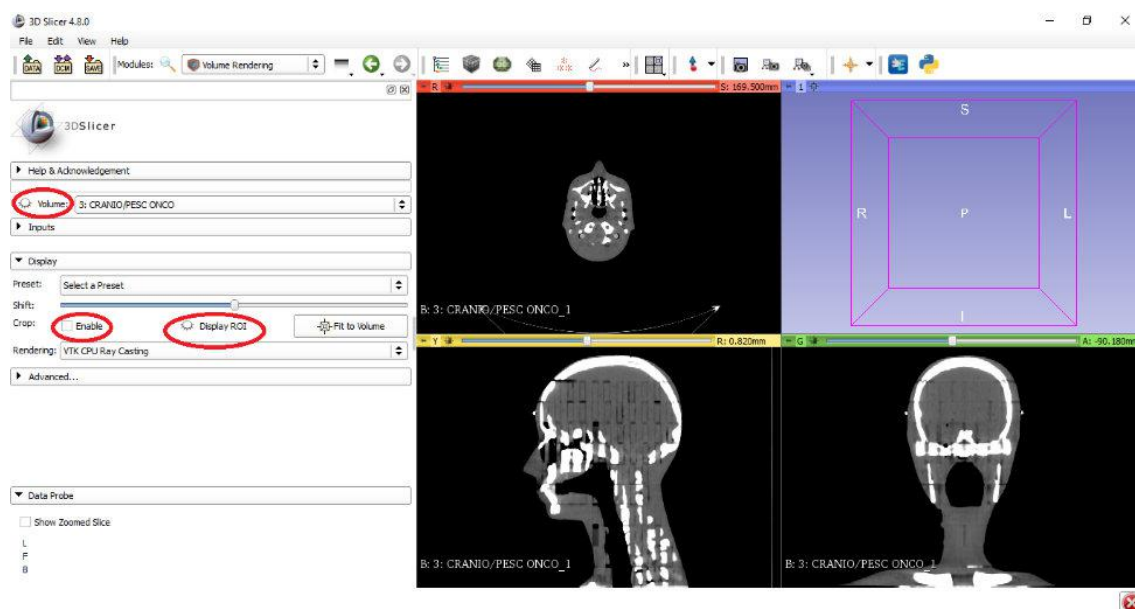 3D Slicer 4.8.0
File Edit View Help
DATA DCM SAVE Modules: Volume Rendering
3DSlicer
Help & Acknowledgement
Volume: 3: CRANIO/PESC ONCO
Inputs
Display
Preset: Select a Preset
Shift:
Crop: Enable Display ROI Fit to Volume
Rendering: VTK CPU Ray Casting
Advanced...
Data Probe
Show Zoomed Slice
L
F
B
R S: 169.500mm
B: 3: CRANIO/PESC ONCO_1
1
S
R P L
I
Y R: 0.820mm
B: 3: CRANIO/PESC ONCO_1
G A: -90.180mm
B: 3: CRANIO/PESC ONCO_1